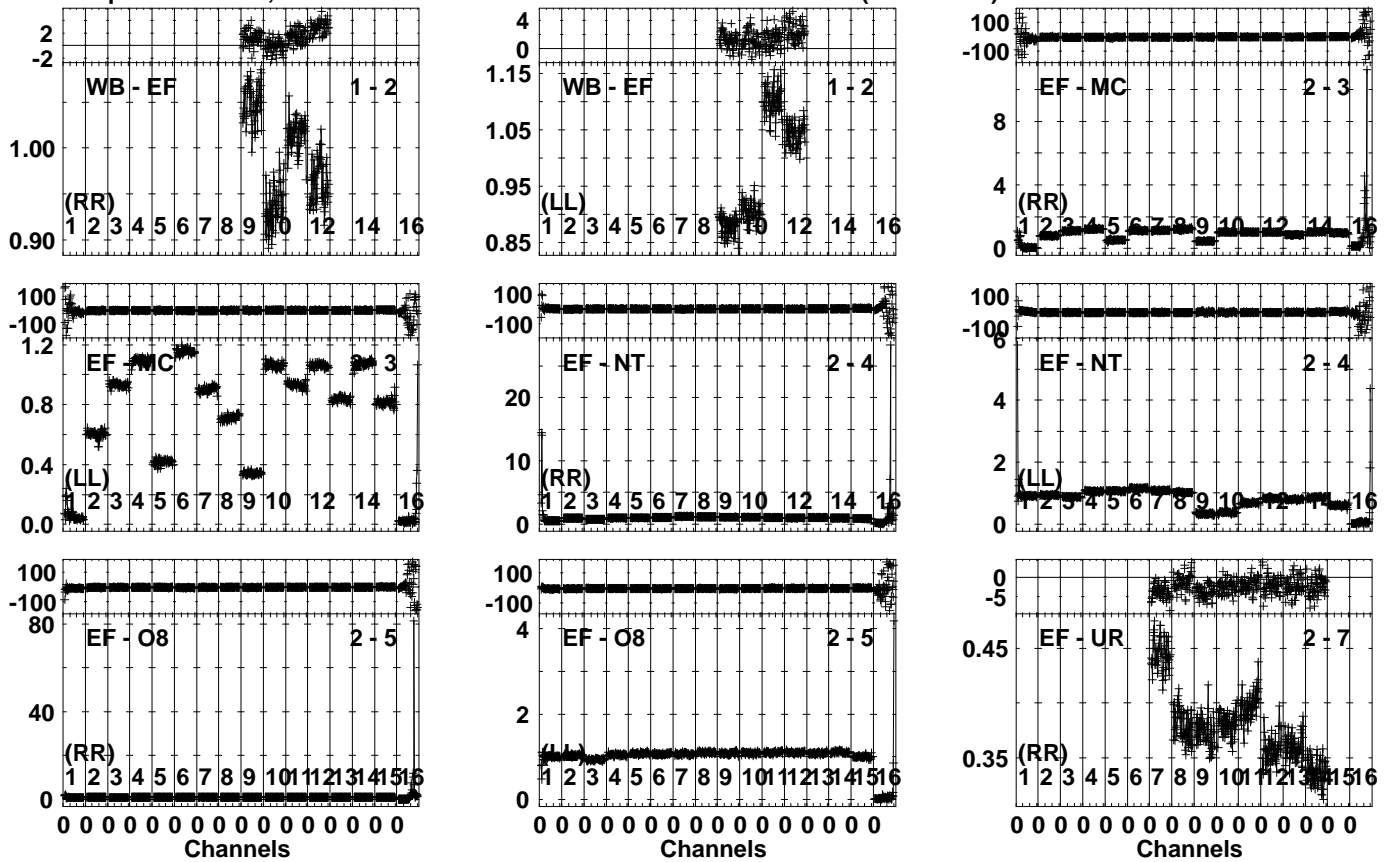 2
-2
WB - EF 1 - 2
1.00
0.90
(RR)
1 2 3 4 5 6 7 8 9 10 12 14 16
4
0
WB - EF 1 - 2
1.15
1.05
0.95
0.85
(LL)
1 2 3 4 5 6 7 8 9 10 12 14 16
100
-100
EF - MC 2 - 3
8
4
0
(RR)
1 2 3 4 5 6 7 8 9 10 12 14 16
100
-100
EF - MC 2 - 3
1.2
0.8
0.4
0.0
(LL)
1 2 3 4 5 6 7 8 9 10 12 14 16
100
-100
EF - NT 2 - 4
20
10
0
(RR)
1 2 3 4 5 6 7 8 9 10 12 14 16
100
-100
EF - NT 2 - 4
6
4
2
0
(LL)
1 2 3 4 5 6 7 8 9 10 12 14 16
100
-100
EF - O8 2 - 5
80
40
0
(RR)
1 2 3 4 5 6 7 8 9 10 11 12 13 14 15 16
100
-100
EF - O8 2 - 5
4
2
0
(LL)
1 2 3 4 5 6 7 8 9 10 11 12 13 14 15 16
0
-5
EF - UR 2 - 7
0.45
0.35
(RR)
1 2 3 4 5 6 7 8 9 10 11 12 13 14 15 16
0 0 0 0 0 0 0 0 0 0 0 0 0 0 0 0
0 0 0 0 0 0 0 0 0 0 0 0 0 0 0 0
0 0 0 0 0 0 0 0 0 0 0 0 0 0 0 0
Channels
Channels
Channels